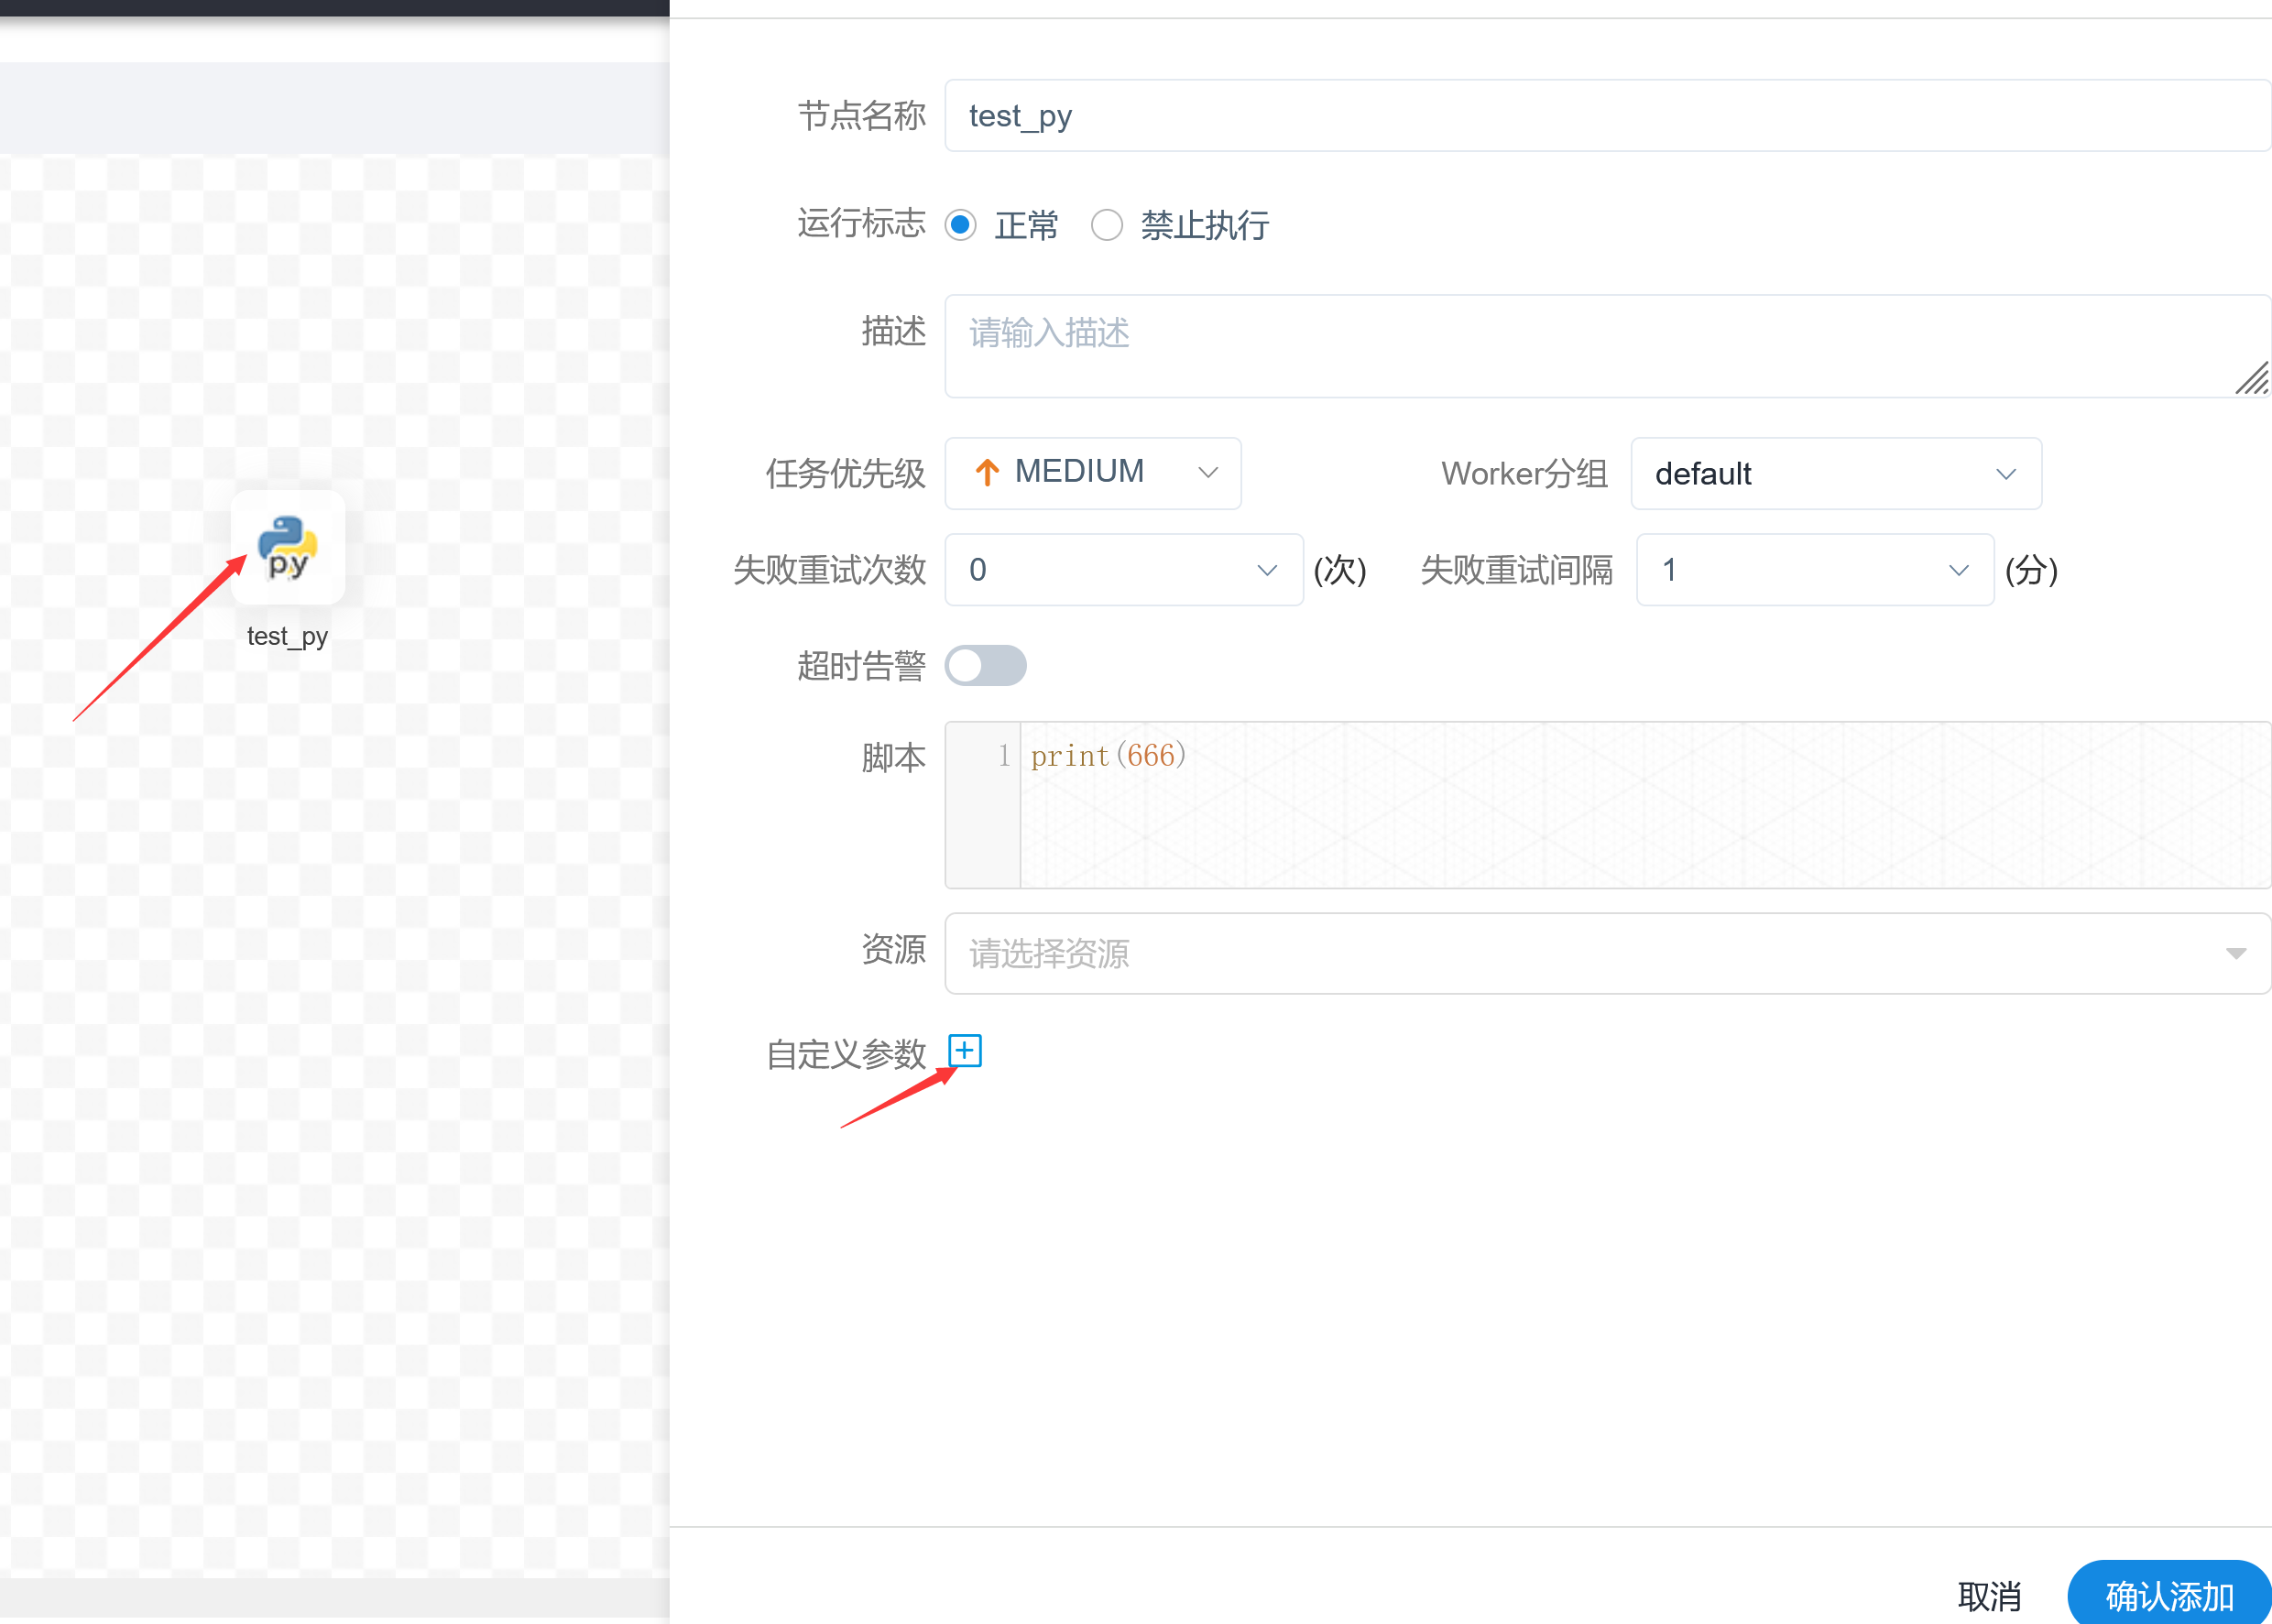 节点名称 test_py
运行标志 正常 禁止执行
描述 请输入描述
任务优先级 MEDIUM Worker分组 default
失败重试次数 0 (次) 失败重试间隔 1 (分)
py
test_py
超时告警
脚本 1 print(666)
资源 请选择资源
自定义参数
取消 确认添加